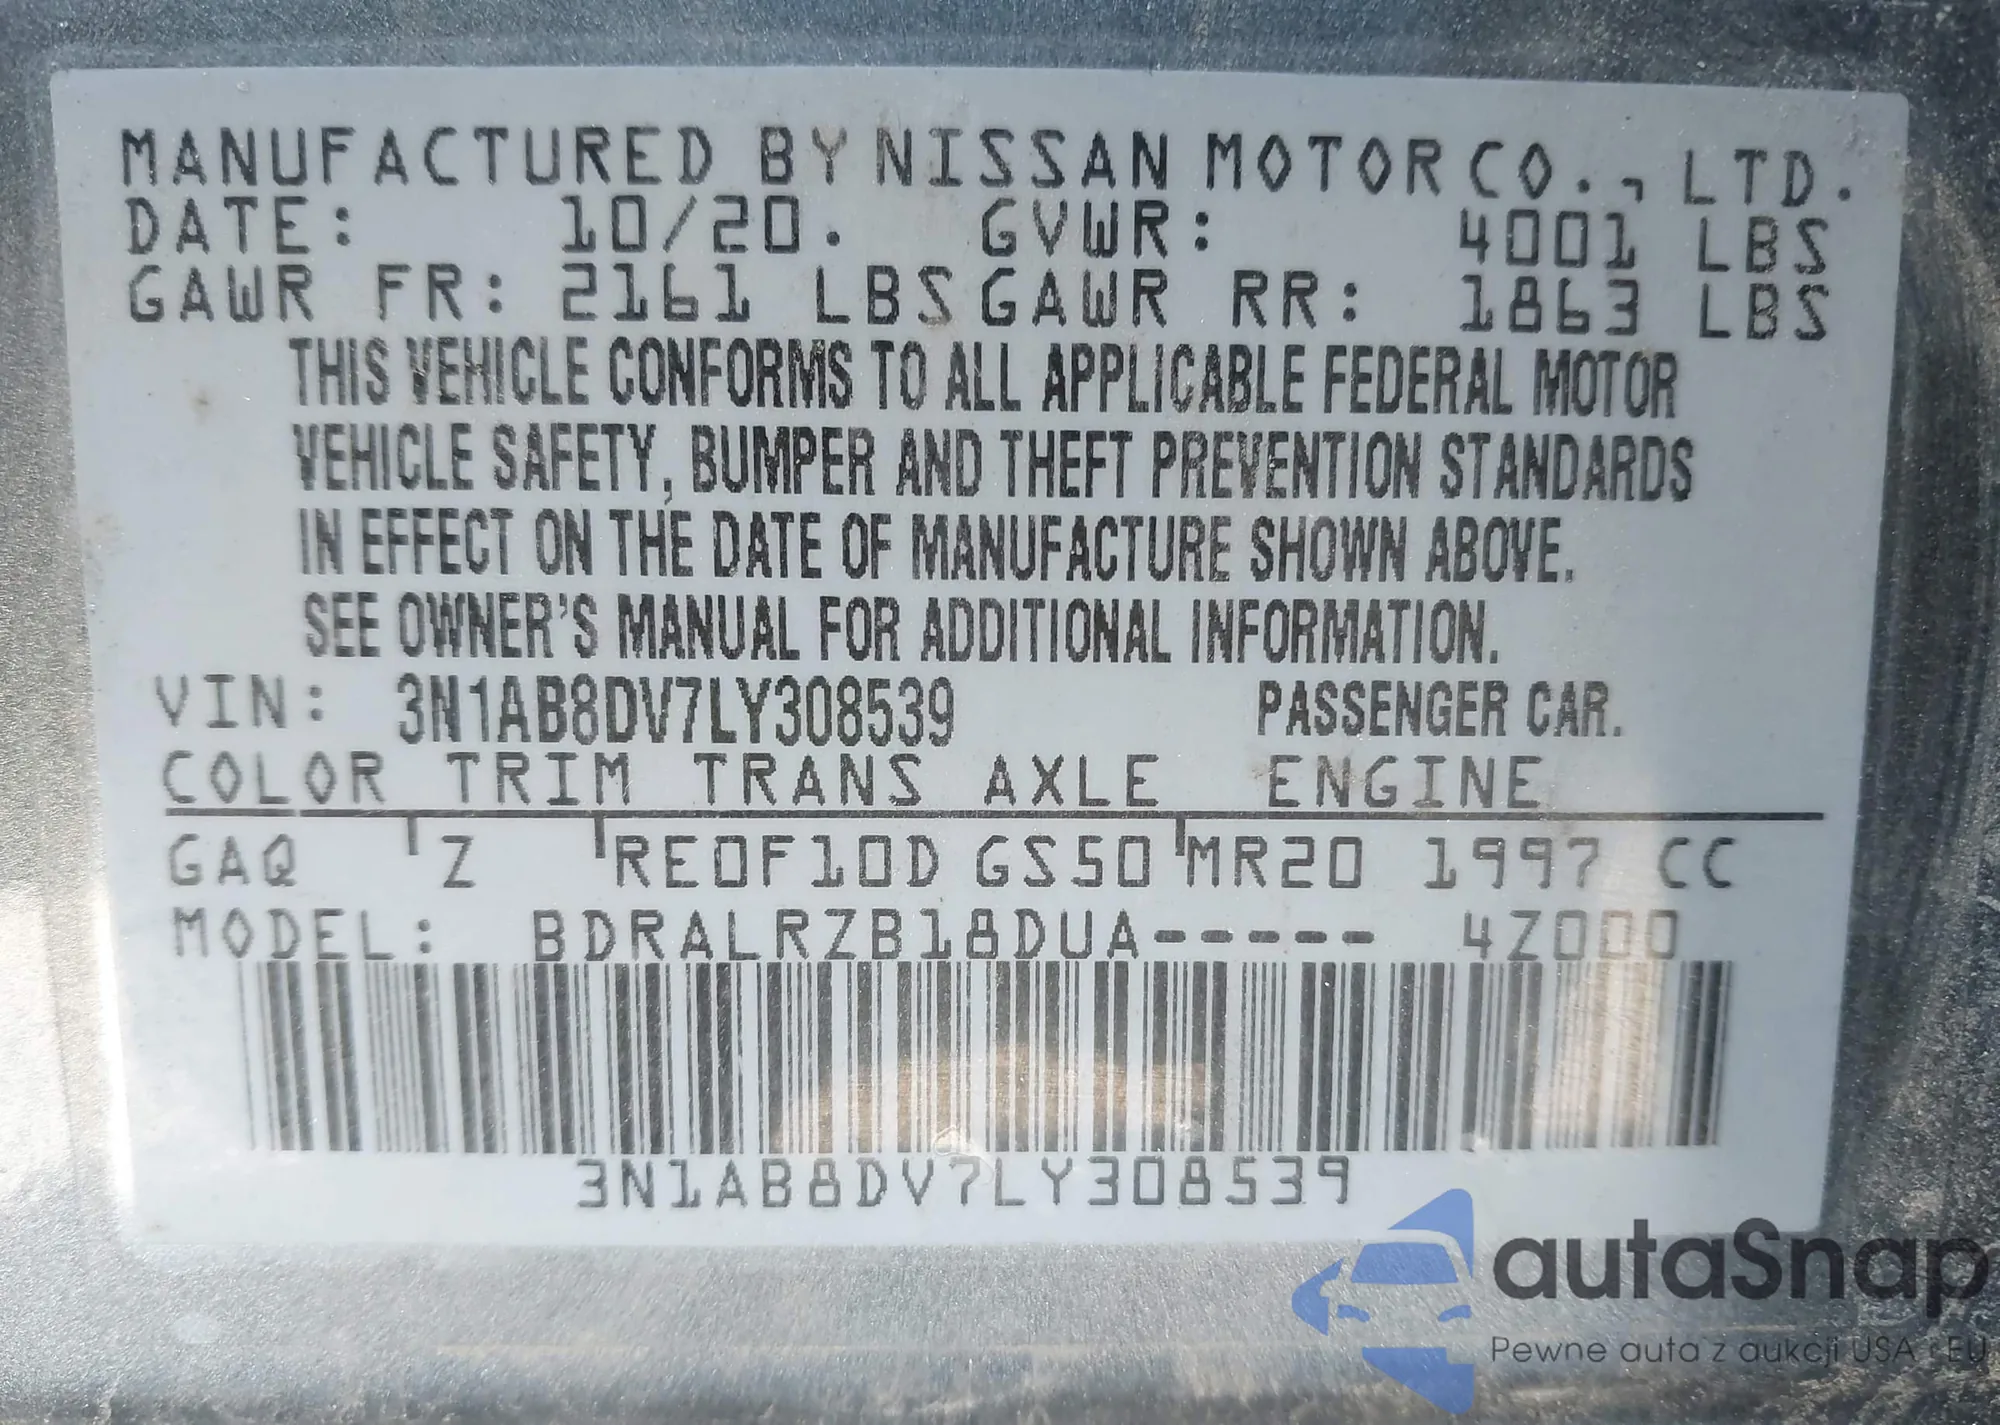 MANUFACTURED BY NISSAN MOTOR CO., LTD.
DATE: 10/20. GVWR: 4001 LBS
GAWR FR: 2161 LBS GAWR RR: 1863 LBS
THIS VEHICLE CONFORMS TO ALL APPLICABLE FEDERAL MOTOR
VEHICLE SAFETY, BUMPER AND THEFT PREVENTION STANDARDS
IN EFFECT ON THE DATE OF MANUFACTURE SHOWN ABOVE.
SEE OWNER'S MANUAL FOR ADDITIONAL INFORMATION.
VIN: 3N1AB8DV7LY308539 PASSENGER CAR.
COLOR TRIM TRANS AXLE ENGINE
GAQ Z RE0F10D GS50 MR20 1997 CC
MODEL: BDRALRZB18DUA----- 4Z000
3N1AB8DV7LY308539
autaSnap
Pewne auta z aukcji USA i EU